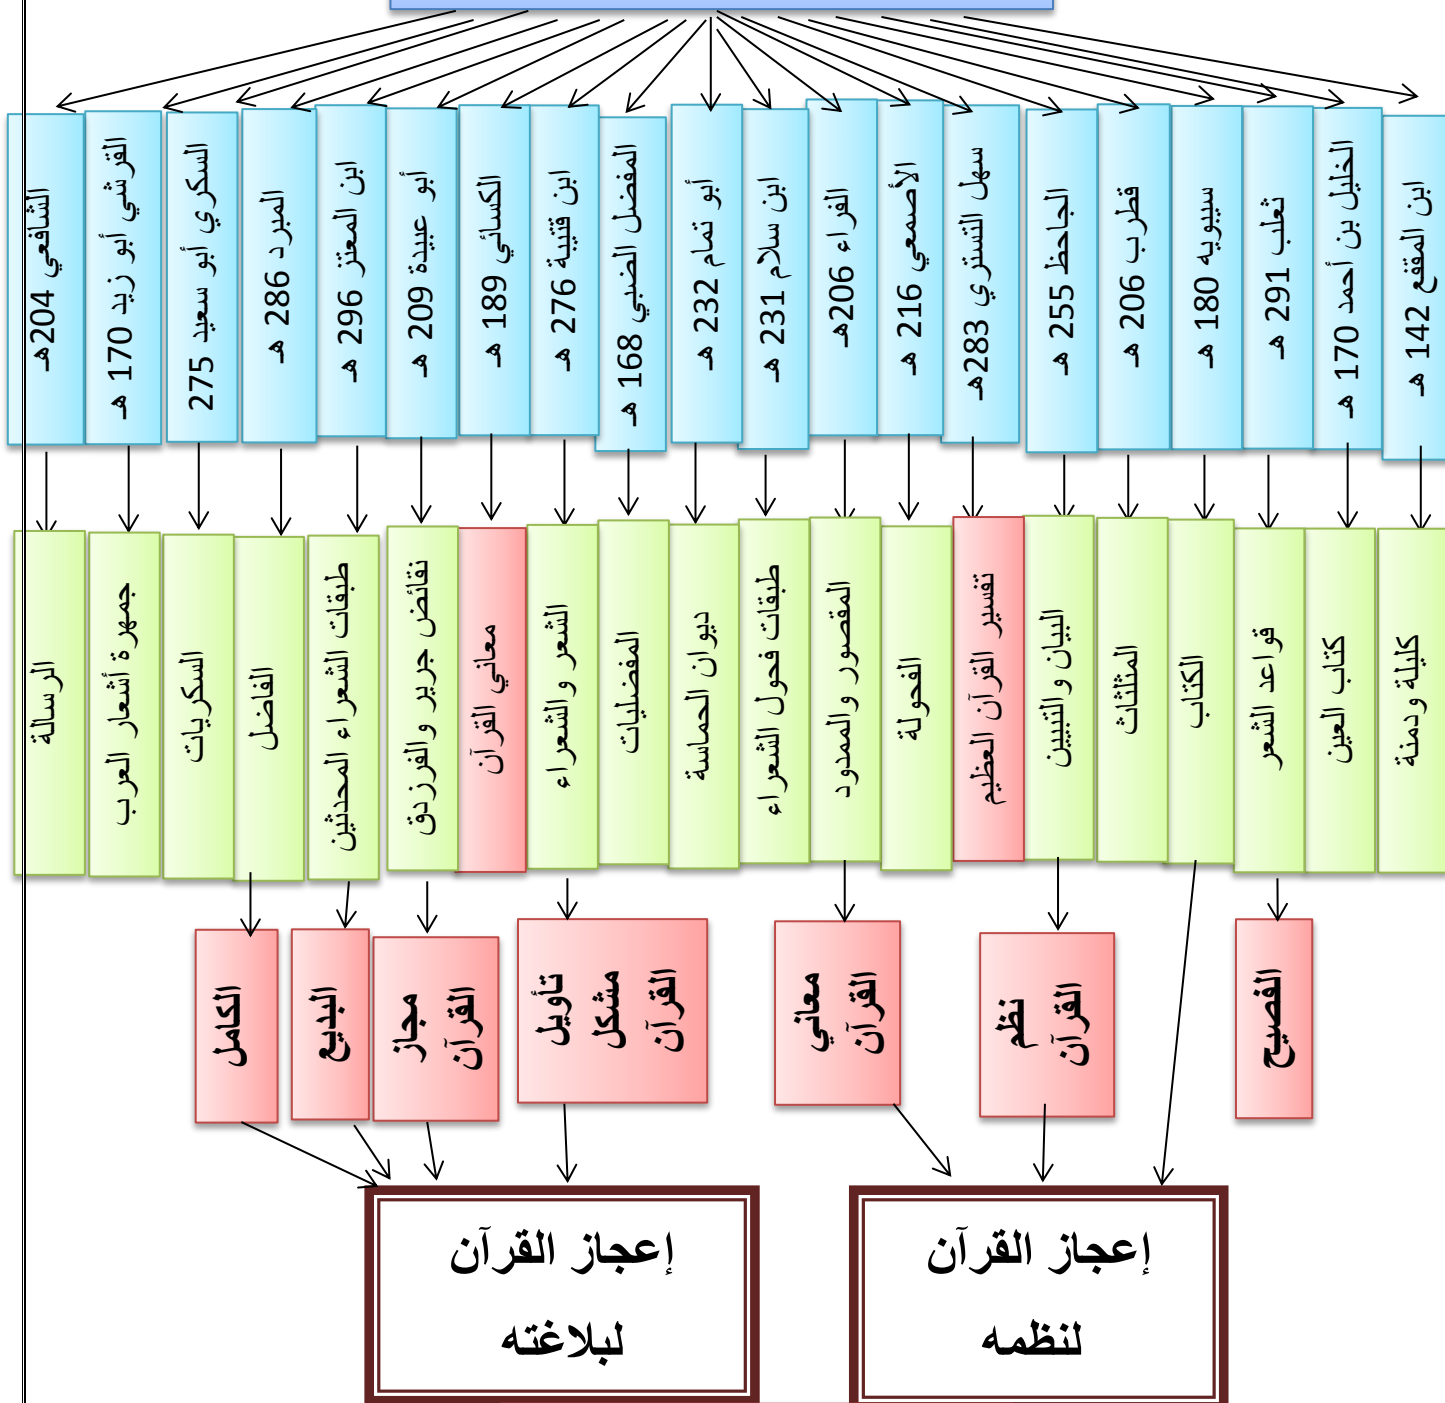 ابن المقفع 142 هـ
الخليل بن أحمد 170 هـ
ثعلب 291 هـ
سيبويه 180 هـ
قطرب 206 هـ
الجاحظ 255 هـ
سهل التستري 283هـ
الأصمعي 216 هـ
الفراء 206هـ
ابن سلام 231 هـ
أبو تمام 232 هـ
المفضل الضبي 168 هـ
ابن قتيبة 276 هـ
الكسائي 189 هـ
أبو عبيدة 209 هـ
ابن المعتز 296 هـ
المبرد 286 هـ
السكري أبو سعيد 275
القرشي أبو زيد 170 هـ
الشافعي 204هـ
كليلة ودمنة
كتاب العين
قواعد الشعر
الكتاب
المثلثات
البيان والتبيين
تفسير القرآن العظيم
الفحولة
المقصور والممدود
طبقات فحول الشعراء
ديوان الحماسة
المفضليات
الشعر والشعراء
معاني القرآن
نقائض جرير والفرزدق
طبقات الشعراء المحدثين
الفاضل
السكريات
جمهرة أشعار العرب
الرسالة
الفصيح
نظم
القرآن
معاني
القرآن
تأويل
مشكل
القرآن
مجاز
القرآن
البديع
الكامل
إعجاز القرآن
لنظمه
إعجاز القرآن
لبلاغته